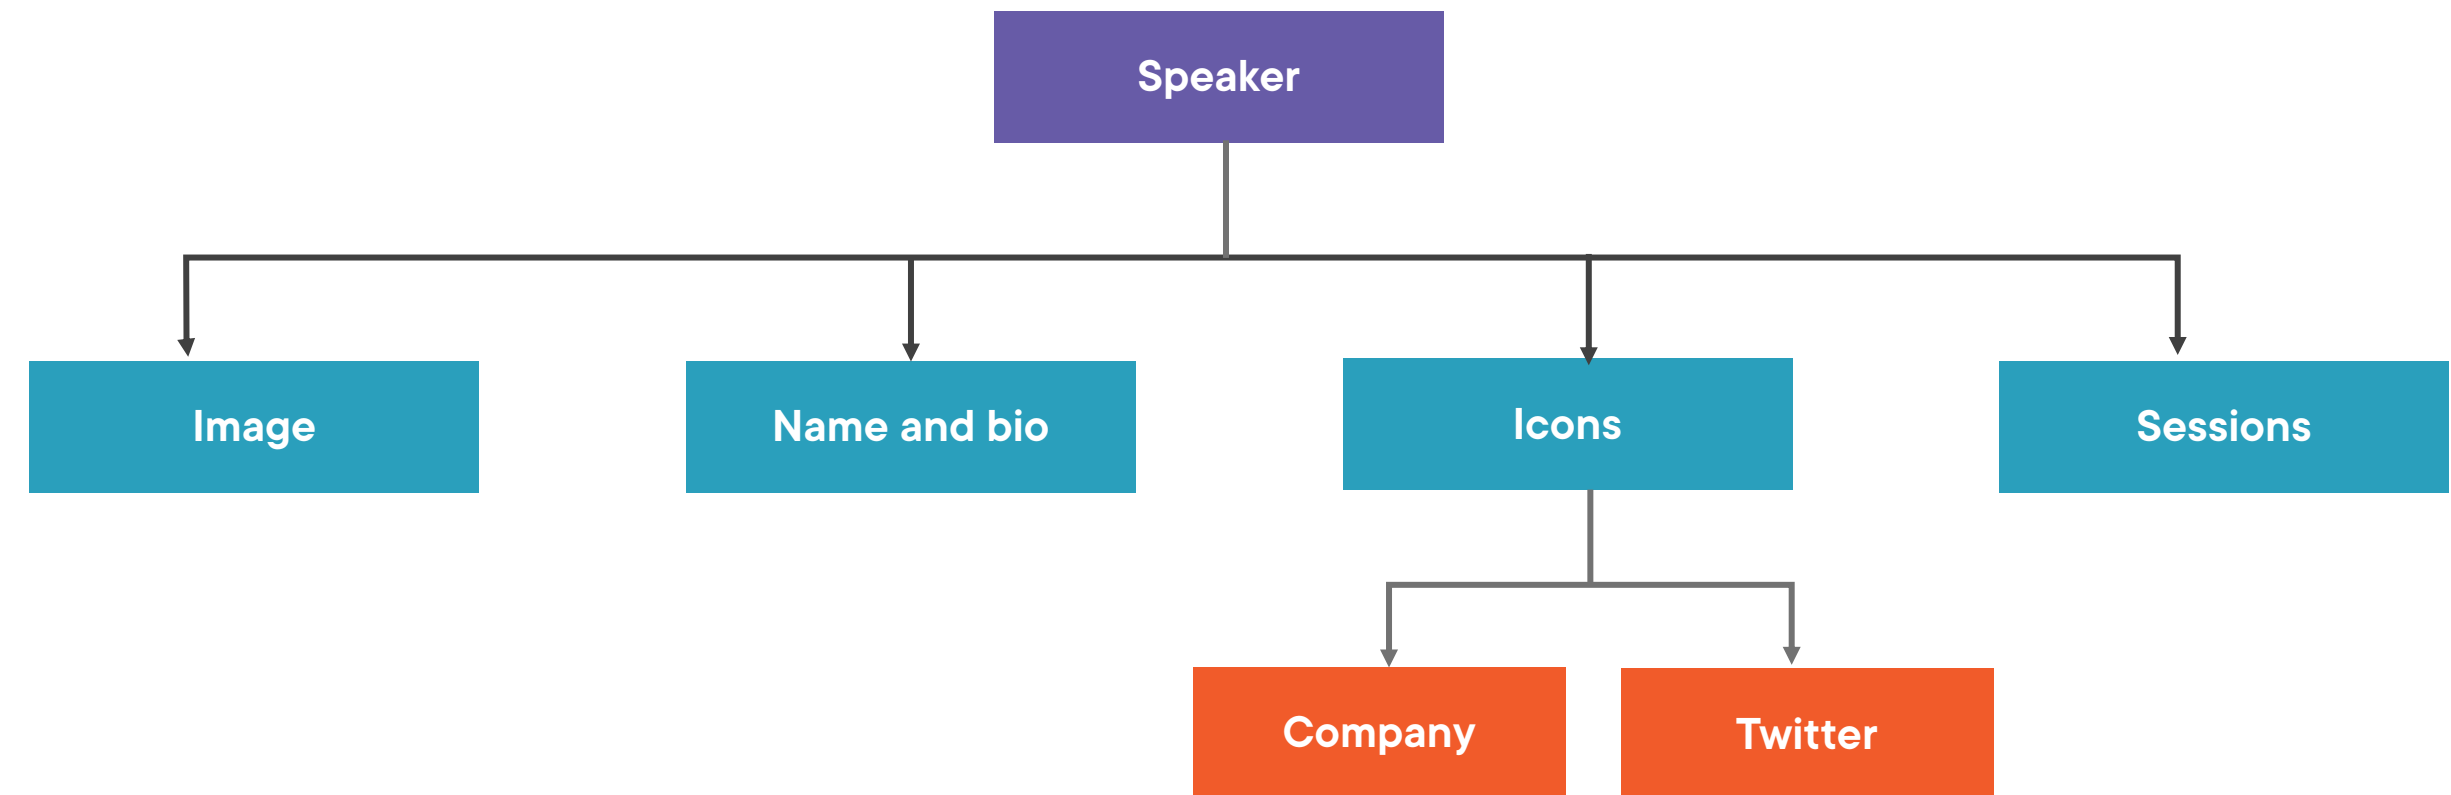 Speaker
Image
Name and bio
Icons
Sessions
Company
Twitter